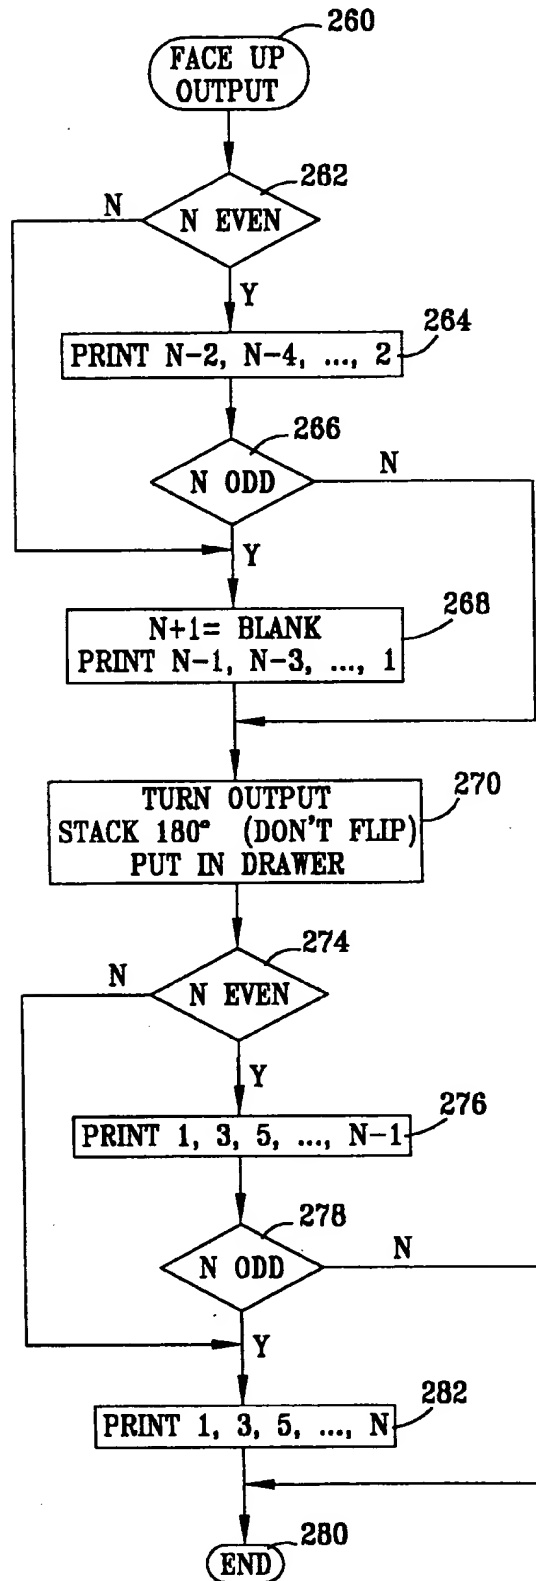 260
FACE UP
OUTPUT
262
N
N EVEN
Y
264
PRINT N-2, N-4, ..., 2
266
N
N ODD
Y
268
N+1= BLANK
PRINT N-1, N-3, ..., 1
270
TURN OUTPUT
STACK 180° (DON'T FLIP)
PUT IN DRAWER
274
N
N EVEN
Y
276
PRINT 1, 3, 5, ..., N-1
278
N
N ODD
Y
282
PRINT 1, 3, 5, ..., N
280
END